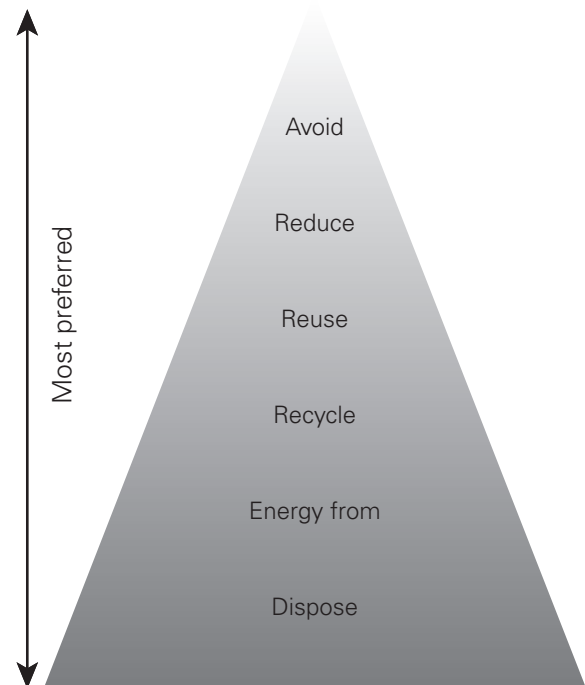 Most preferred
Avoid
Reduce
Reuse
Recycle
Energy from
Dispose